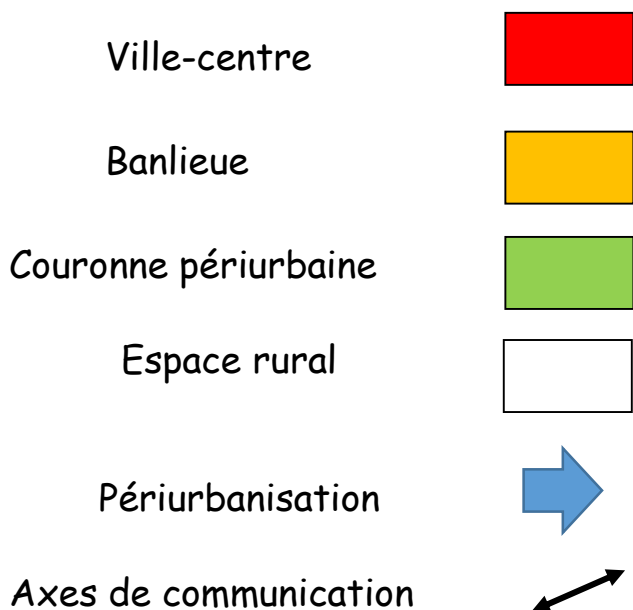 Ville-centre
Banlieue
Couronne périurbaine
Espace rural
Périurbanisation
Axes de communication